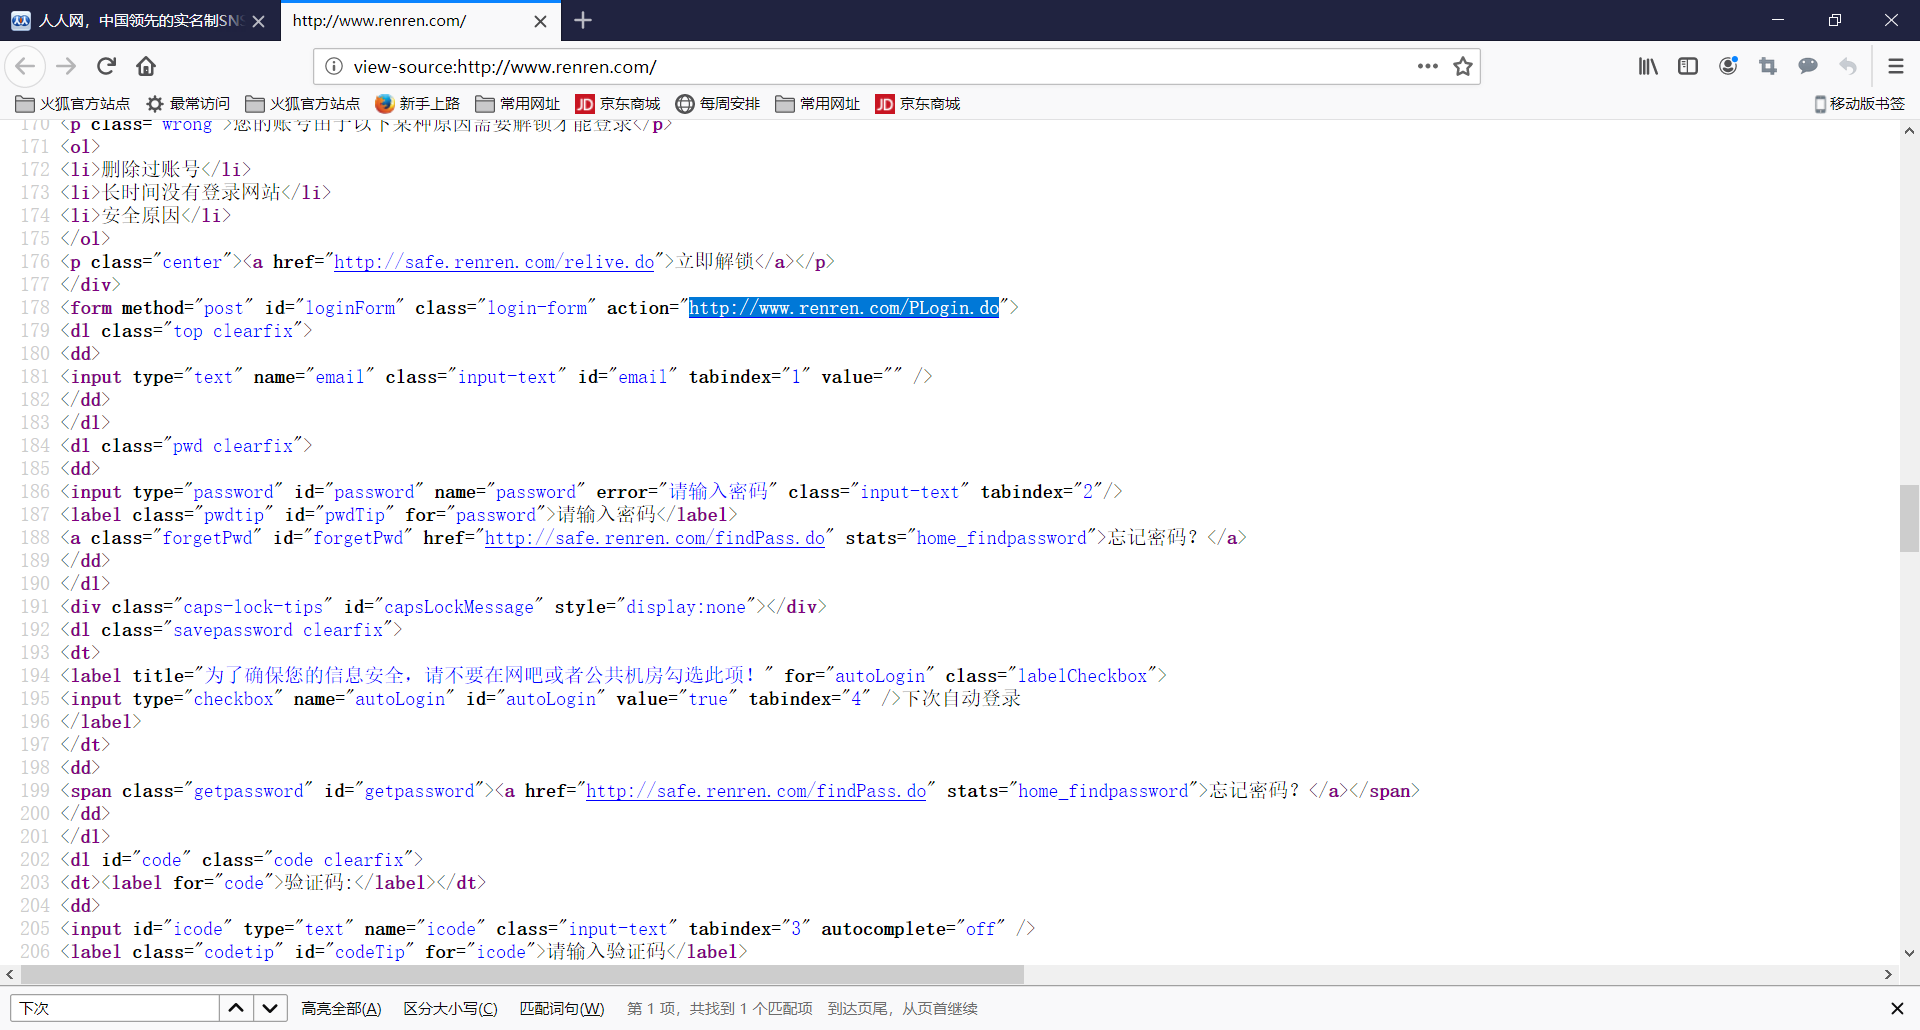 人人网，中国领先的实名制SNS
http://www.renren.com/
view-source:http://www.renren.com/
火狐官方站点 最常访问 火狐官方站点 新手上路 常用网址 京东商城 每周安排 常用网址 京东商城 移动版书签
170 <p class="wrong">您的账号由于以下某种原因需要解锁才能登录</p>
171 <ol>
172 <li>删除过账号</li>
173 <li>长时间没有登录网站</li>
174 <li>安全原因</li>
175 </ol>
176 <p class="center"><a href="http://safe.renren.com/relive.do">立即解锁</a></p>
177 </div>
178 <form method="post" id="loginForm" class="login-form" action="http://www.renren.com/PLogin.do">
179 <dl class="top clearfix">
180 <dd>
181 <input type="text" name="email" class="input-text" id="email" tabindex="1" value="" />
182 </dd>
183 </dl>
184 <dl class="pwd clearfix">
185 <dd>
186 <input type="password" id="password" name="password" error="请输入密码" class="input-text" tabindex="2"/>
187 <label class="pwdtip" id="pwdTip" for="password">请输入密码</label>
188 <a class="forgetPwd" id="forgetPwd" href="http://safe.renren.com/findPass.do" stats="home_findpassword">忘记密码？</a>
189 </dd>
190 </dl>
191 <div class="caps-lock-tips" id="capsLockMessage" style="display:none"></div>
192 <dl class="savepassword clearfix">
193 <dt>
194 <label title="为了确保您的信息安全，请不要在网吧或者公共机房勾选此项！" for="autoLogin" class="labelCheckbox">
195 <input type="checkbox" name="autoLogin" id="autoLogin" value="true" tabindex="4" />下次自动登录
196 </label>
197 </dt>
198 <dd>
199 <span class="getpassword" id="getpassword"><a href="http://safe.renren.com/findPass.do" stats="home_findpassword">忘记密码？</a></span>
200 </dd>
201 </dl>
202 <dl id="code" class="code clearfix">
203 <dt><label for="code">验证码:</label></dt>
204 <dd>
205 <input id="icode" type="text" name="icode" class="input-text" tabindex="3" autocomplete="off" />
206 <label class="codetip" id="codeTip" for="icode">请输入验证码</label>
下次 高亮全部(A) 区分大小写(C) 匹配词句(W) 第 1 项，共找到 1 个匹配项 到达页尾，从页首继续